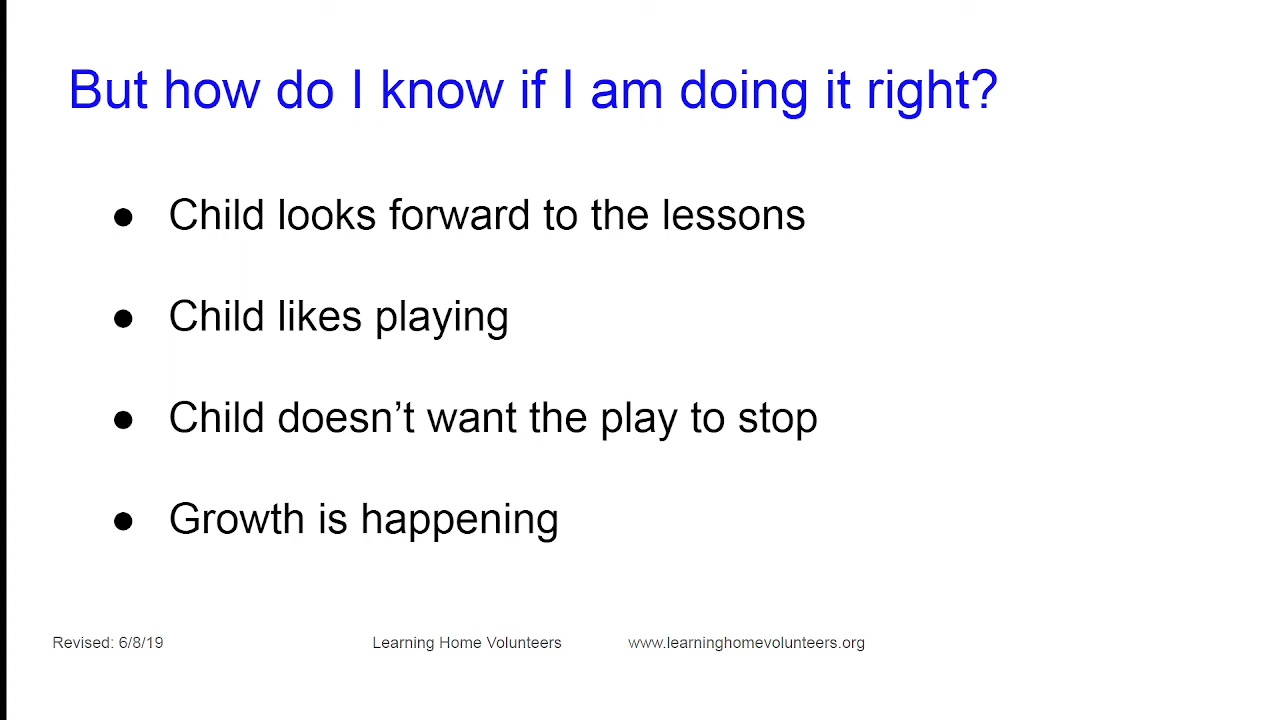 But how do I know if I am doing it right?
● Child looks forward to the lessons
● Child likes playing
● Child doesn’t want the play to stop
● Growth is happening
Revised: 6/8/19 Learning Home Volunteers www.learninghomevolunteers.org